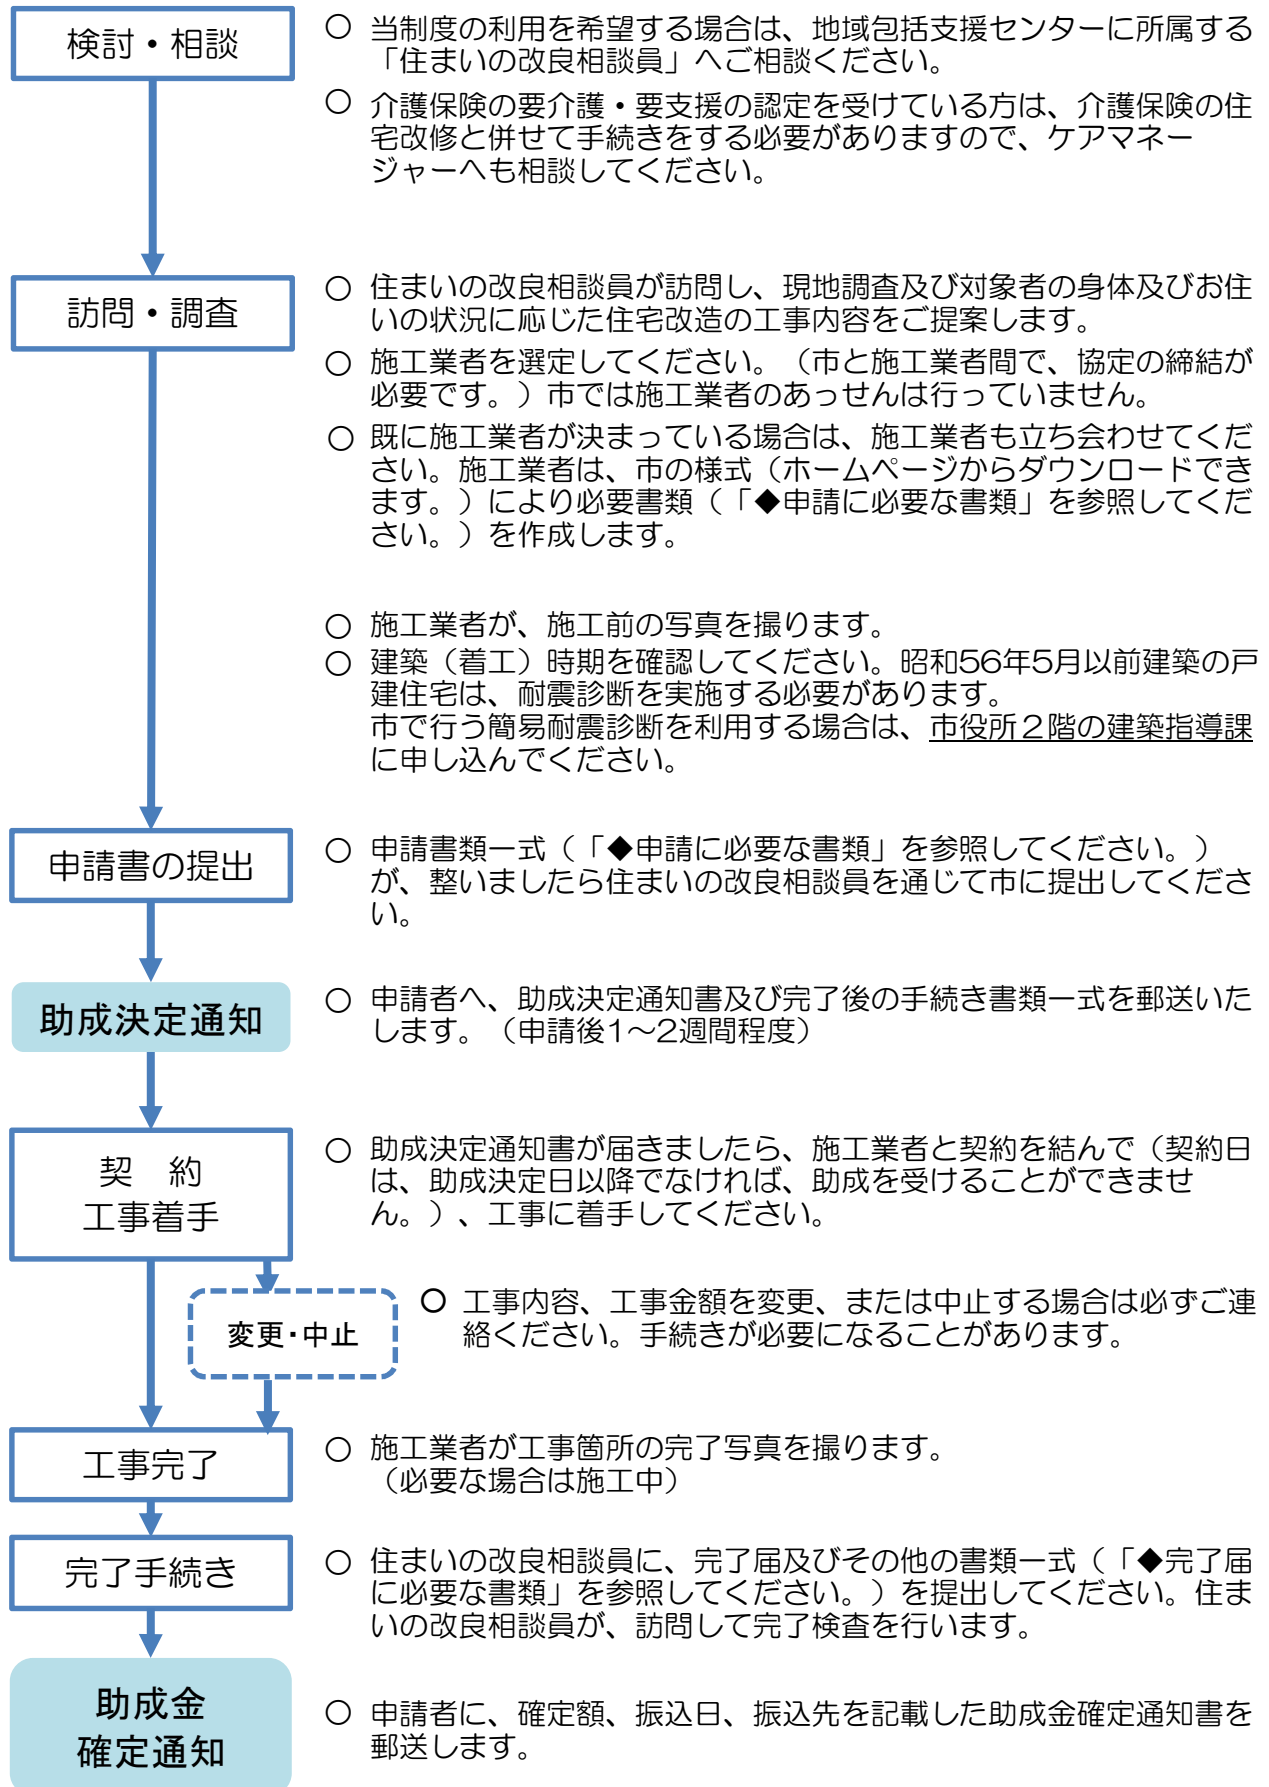 検討・相談
○ 当制度の利用を希望する場合は、地域包括支援センターに所属する
「住まいの改良相談員」へご相談ください。
○ 介護保険の要介護・要支援の認定を受けている方は、介護保険の住
宅改修と併せて手続きをする必要がありますので、ケアマネー
ジャーへも相談してください。
訪問・調査
○ 住まいの改良相談員が訪問し、現地調査及び対象者の身体及びお住
いの状況に応じた住宅改造の工事内容をご提案します。
○ 施工業者を選定してください。（市と施工業者間で、協定の締結が
必要です。）市では施工業者のあっせんは行っていません。
○ 既に施工業者が決まっている場合は、施工業者も立ち会わせてくだ
さい。施工業者は、市の様式（ホームページからダウンロードでき
ます。）により必要書類（「◆申請に必要な書類」を参照してくだ
さい。）を作成します。
○ 施工業者が、施工前の写真を撮ります。
○ 建築（着工）時期を確認してください。昭和56年5月以前建築の戸
建住宅は、耐震診断を実施する必要があります。
市で行う簡易耐震診断を利用する場合は、市役所２階の建築指導課
に申し込んでください。
申請書の提出
○ 申請書類一式（「◆申請に必要な書類」を参照してください。）
が、整いましたら住まいの改良相談員を通じて市に提出してくださ
い。
助成決定通知
○ 申請者へ、助成決定通知書及び完了後の手続き書類一式を郵送いた
します。（申請後1～2週間程度）
契　約
工事着手
○ 助成決定通知書が届きましたら、施工業者と契約を結んで（契約日
は、助成決定日以降でなければ、助成を受けることができませ
ん。）、工事に着手してください。
変更・中止
○ 工事内容、工事金額を変更、または中止する場合は必ずご連
絡ください。手続きが必要になることがあります。
工事完了
○ 施工業者が工事箇所の完了写真を撮ります。
（必要な場合は施工中）
完了手続き
○ 住まいの改良相談員に、完了届及びその他の書類一式（「◆完了届
に必要な書類」を参照してください。）を提出してください。住ま
いの改良相談員が、訪問して完了検査を行います。
助成金
確定通知
○ 申請者に、確定額、振込日、振込先を記載した助成金確定通知書を
郵送します。